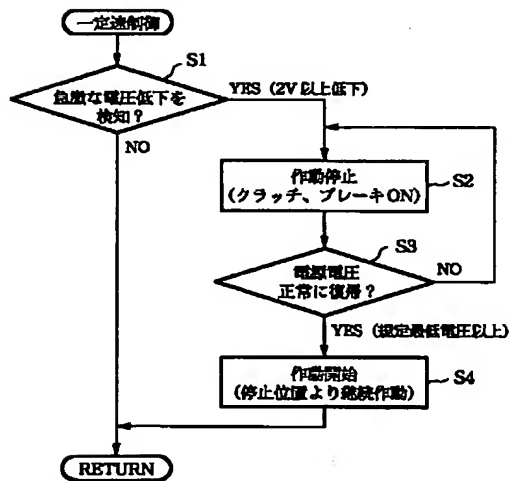 一定速制御
S1
急激な電圧低下を
検知？
YES（2V以上低下）
NO
作動停止
（クラッチ、ブレーキON）
S2
S3
電源電圧
正常に復帰？
NO
YES（規定最低電圧以上）
作動開始
（停止位置より継続作動）
S4
RETURN